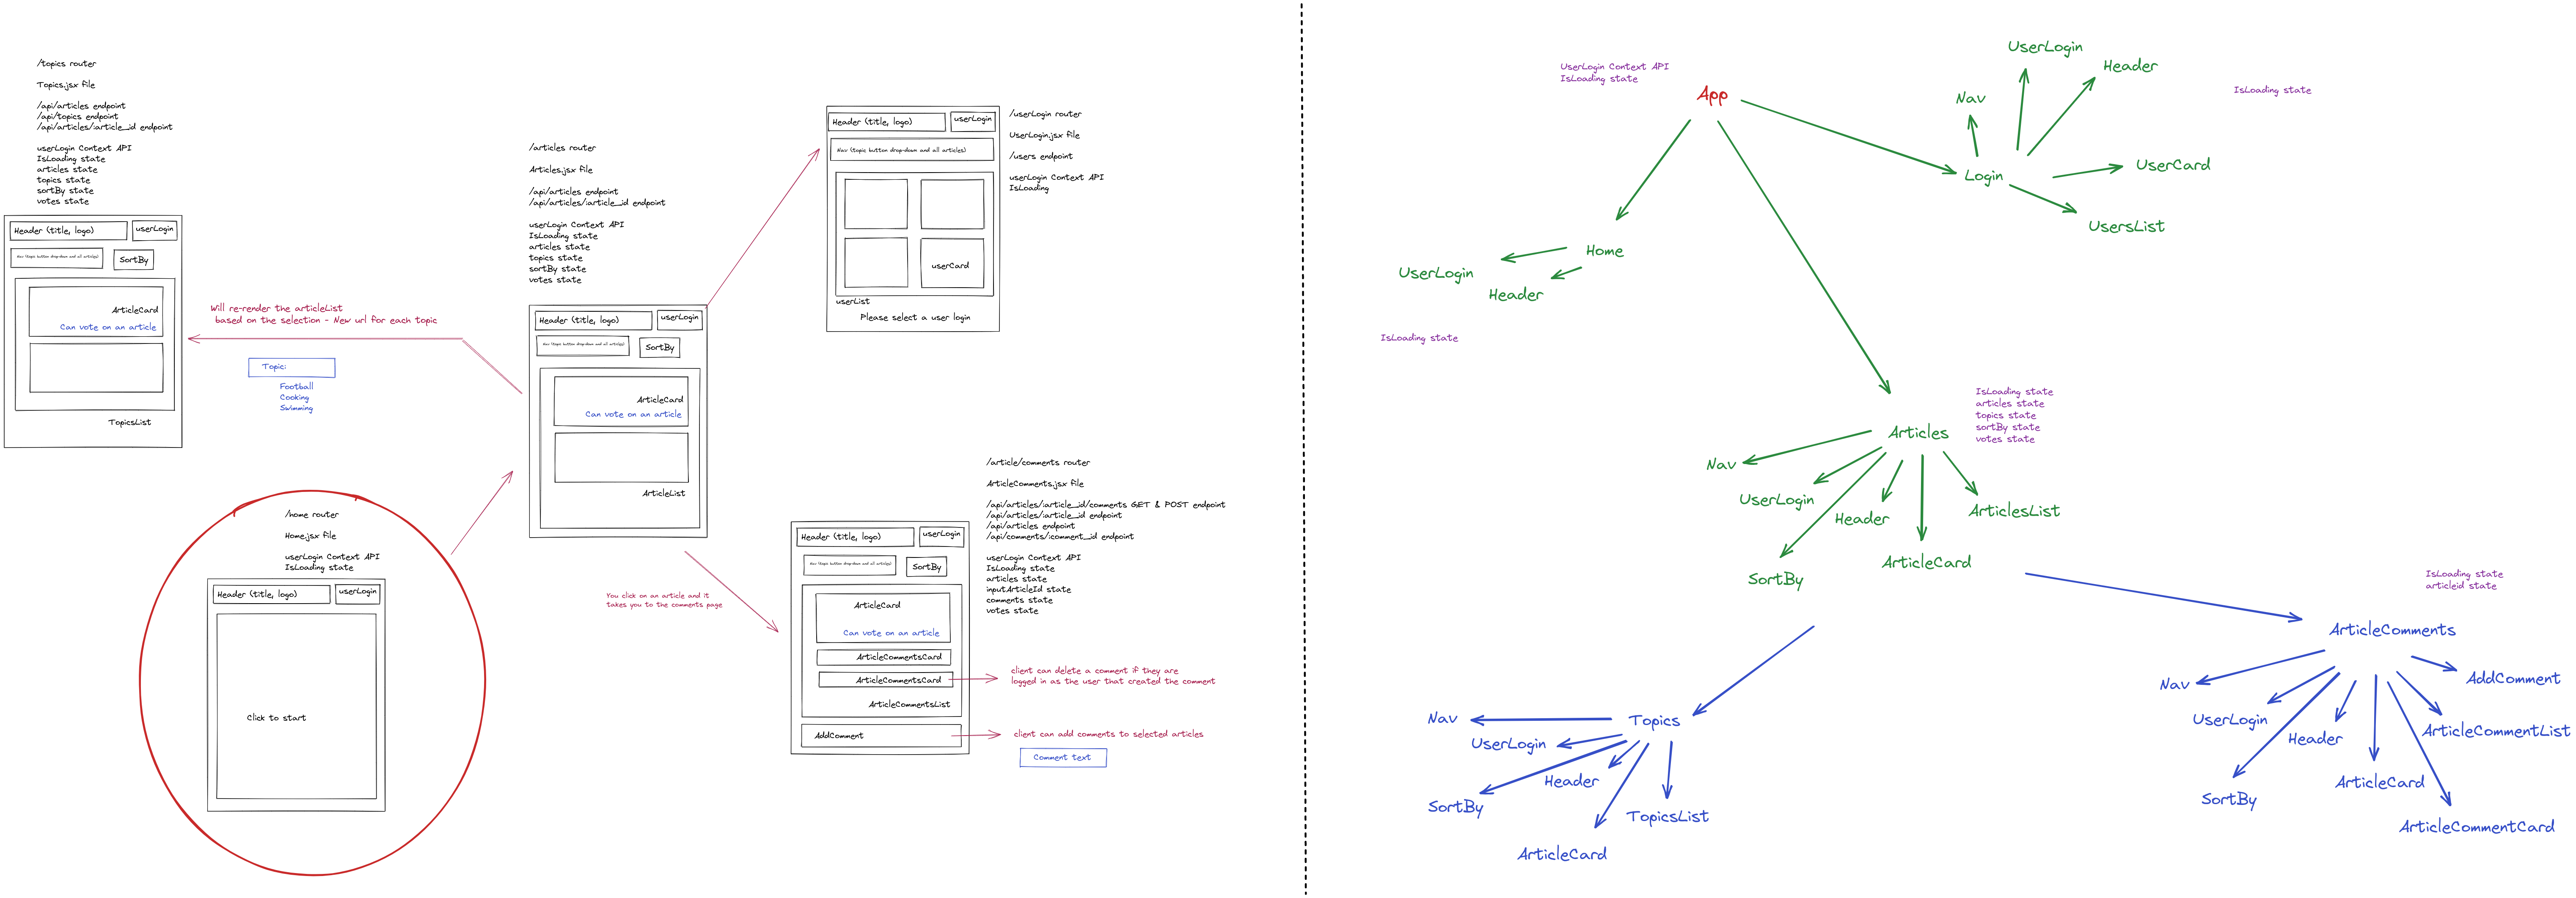 /topics router
Topics.jsx file
/api/articles endpoint
/api/topics endpoint
/api/articles/:article_id endpoint
userLogin Context API
IsLoading state
articles state
topics state
sortBy state
votes state
Header (title, logo)
userLogin
Nav (topic button drop-down and all articles)
SortBy
ArticleCard
Can vote on an article
TopicsList
Will re-render the articleList
based on the selection - New url for each topic
Topic:
Football
Cooking
Swimming
/home router
Home.jsx file
userLogin Context API
IsLoading state
Header (title, logo)
userLogin
Click to start
/articles router
Articles.jsx file
/api/articles endpoint
/api/articles/:article_id endpoint
userLogin Context API
IsLoading state
articles state
topics state
sortBy state
votes state
Header (title, logo)
userLogin
Nav (topic button drop-down and all articles)
SortBy
ArticleCard
Can vote on an article
ArticleList
You click on an article and it
takes you to the comments page
Header (title, logo)
userLogin
Nav (topic button drop-down and all articles)
userCard
userList
Please select a user login
/userLogin router
UserLogin.jsx file
/users endpoint
userLogin Context API
IsLoading
/article/comments router
ArticleComments.jsx file
/api/articles/:article_id/comments GET & POST endpoint
/api/articles/:article_id endpoint
/api/articles endpoint
/api/comments/:comment_id endpoint
userLogin Context API
IsLoading state
articles state
inputArticleId state
comments state
votes state
Header (title, logo)
userLogin
Nav (topic button drop-down and all articles)
SortBy
ArticleCard
Can vote on an article
ArticleCommentsCard
ArticleCommentsCard
ArticleCommentsList
AddComment
client can delete a comment if they are
logged in as the user that created the comment
client can add comments to selected articles
Comment text
UserLogin Context API
IsLoading state
App
UserLogin
Header
Nav
IsLoading state
Login
UserCard
UsersList
Home
UserLogin
Header
IsLoading state
IsLoading state
articles state
topics state
sortBy state
votes state
Articles
Nav
UserLogin
Header
ArticlesList
ArticleCard
SortBy
IsLoading state
articleid state
ArticleComments
Nav
AddComment
UserLogin
Header
ArticleCommentList
ArticleCard
SortBy
ArticleCommentCard
Topics
Nav
UserLogin
Header
SortBy
TopicsList
ArticleCard